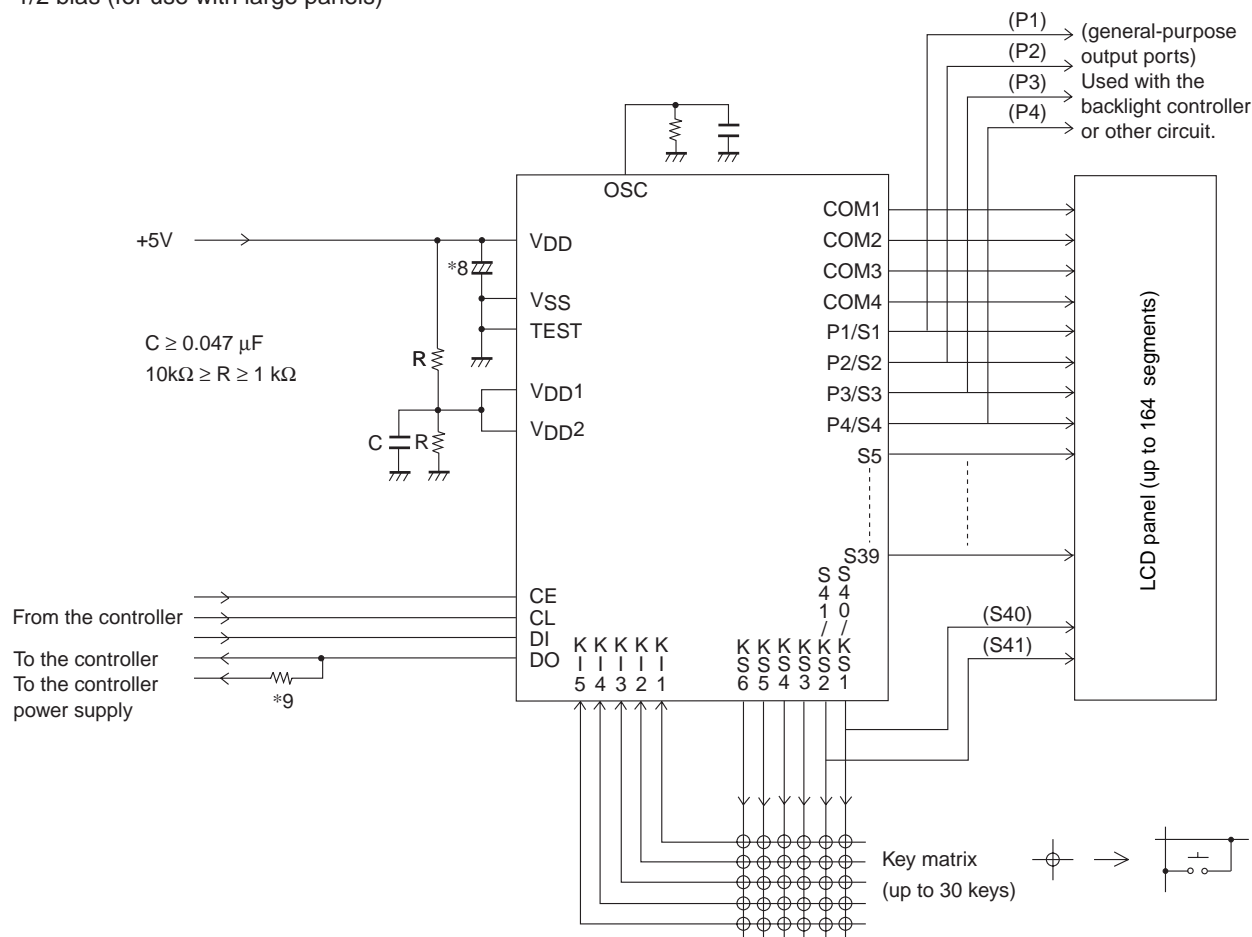 1/2 bias (for use with large panels)
(P1)
(P2)
(P3)
(P4)
(general-purpose
output ports)
Used with the
backlight controller
or other circuit.
OSC
+5V
*8
VDD
VSS
TEST
C ≥ 0.047 μF
10kΩ ≥ R ≥ 1 kΩ
R
VDD1
VDD2
C
R
COM1
COM2
COM3
COM4
P1/S1
P2/S2
P3/S3
P4/S4
S5
S39
LCD panel (up to 164 segments)
From the controller
To the controller
To the controller
power supply
*9
CE
CL
DI
DO
KI5
KI4
KI3
KI2
KI1
KS6
KS5
KS4
KS3
S41/KS2
S40/KS1
(S40)
(S41)
Key matrix
(up to 30 keys)